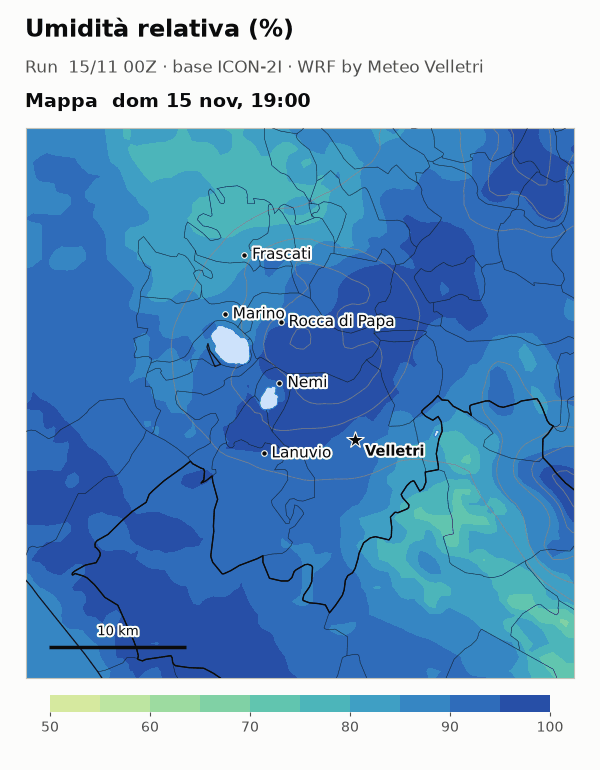 Umidità relativa (%)
Run  15/11 00Z · base ICON-2I · WRF by Meteo Velletri
Mappa  dom 15 nov, 19:00
Frascati
Marino
Rocca di Papa
Nemi
Velletri
Lanuvio
10 km
50 60 70 80 90 100